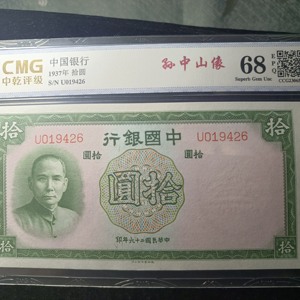 CMG
中乾评级
中国银行
1937年 拾圆
S/N U019426
孙中山像
68
EPQ
Superb Gem Unc
拾 行銀國中 拾
U019426 U019426
拾圓 拾圓
圓拾
印年六十二國民華中
拾 拾